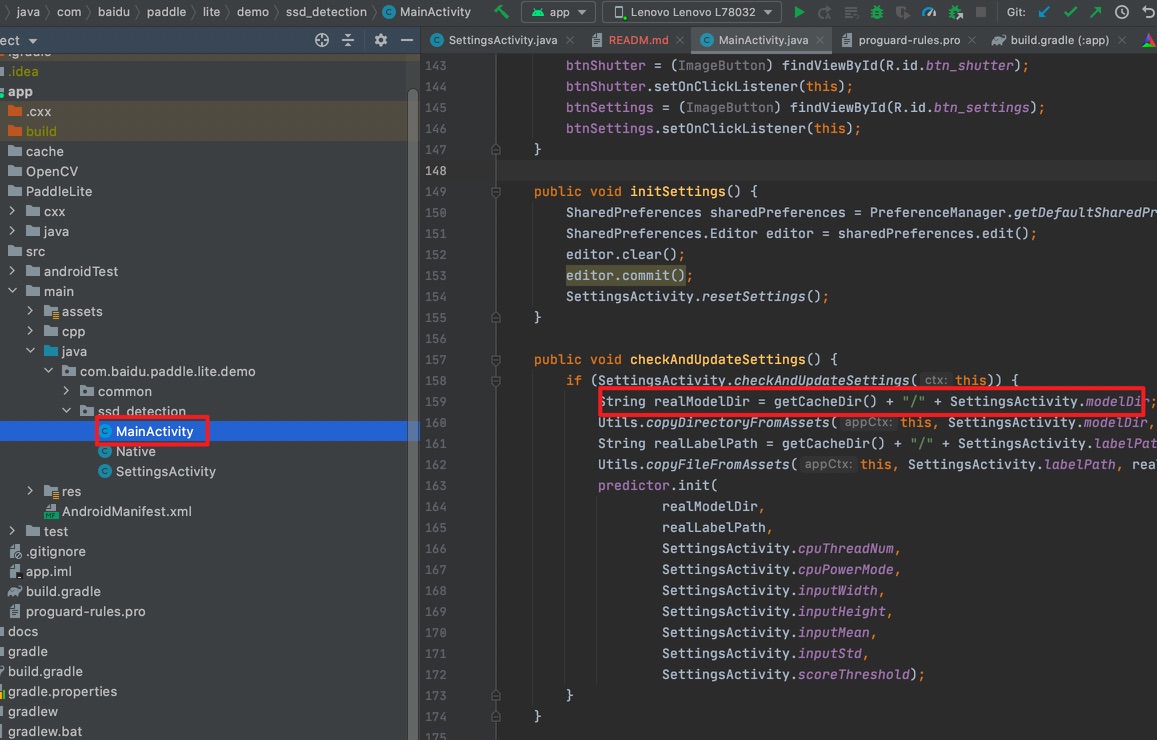 java com baidu paddle lite demo ssd_detection MainActivity app Lenovo Lenovo L78032 Git:
ect
SettingsActivity.java READM.md MainActivity.java proguard-rules.pro build.gradle (:app)
.gradle
.idea
app
.cxx
build
cache
OpenCV
PaddleLite
cxx
java
src
androidTest
main
assets
cpp
java
com.baidu.paddle.lite.demo
common
ssd_detection
MainActivity
Native
SettingsActivity
res
AndroidManifest.xml
test
.gitignore
app.iml
build.gradle
proguard-rules.pro
docs
gradle
build.gradle
gradle.properties
gradlew
gradlew.bat
143 btnShutter = (ImageButton) findViewById(R.id.btn_shutter);
144 btnShutter.setOnClickListener(this);
145 btnSettings = (ImageButton) findViewById(R.id.btn_settings);
146 btnSettings.setOnClickListener(this);
147 }
148
149 public void initSettings() {
150 SharedPreferences sharedPreferences = PreferenceManager.getDefaultSharedPr
151 SharedPreferences.Editor editor = sharedPreferences.edit();
152 editor.clear();
153 editor.commit();
154 SettingsActivity.resetSettings();
155 }
156
157 public void checkAndUpdateSettings() {
158 if (SettingsActivity.checkAndUpdateSettings( ctx: this)) {
159 String realModelDir = getCacheDir() + "/" + SettingsActivity.modelDir;
160 Utils.copyDirectoryFromAssets( appCtx: this, SettingsActivity.modelDir,
161 String realLabelPath = getCacheDir() + "/" + SettingsActivity.labelPat
162 Utils.copyFileFromAssets( appCtx: this, SettingsActivity.labelPath, rea
163 predictor.init(
164 realModelDir,
165 realLabelPath,
166 SettingsActivity.cpuThreadNum,
167 SettingsActivity.cpuPowerMode,
168 SettingsActivity.inputWidth,
169 SettingsActivity.inputHeight,
170 SettingsActivity.inputMean,
171 SettingsActivity.inputStd,
172 SettingsActivity.scoreThreshold);
173 }
174 }
175